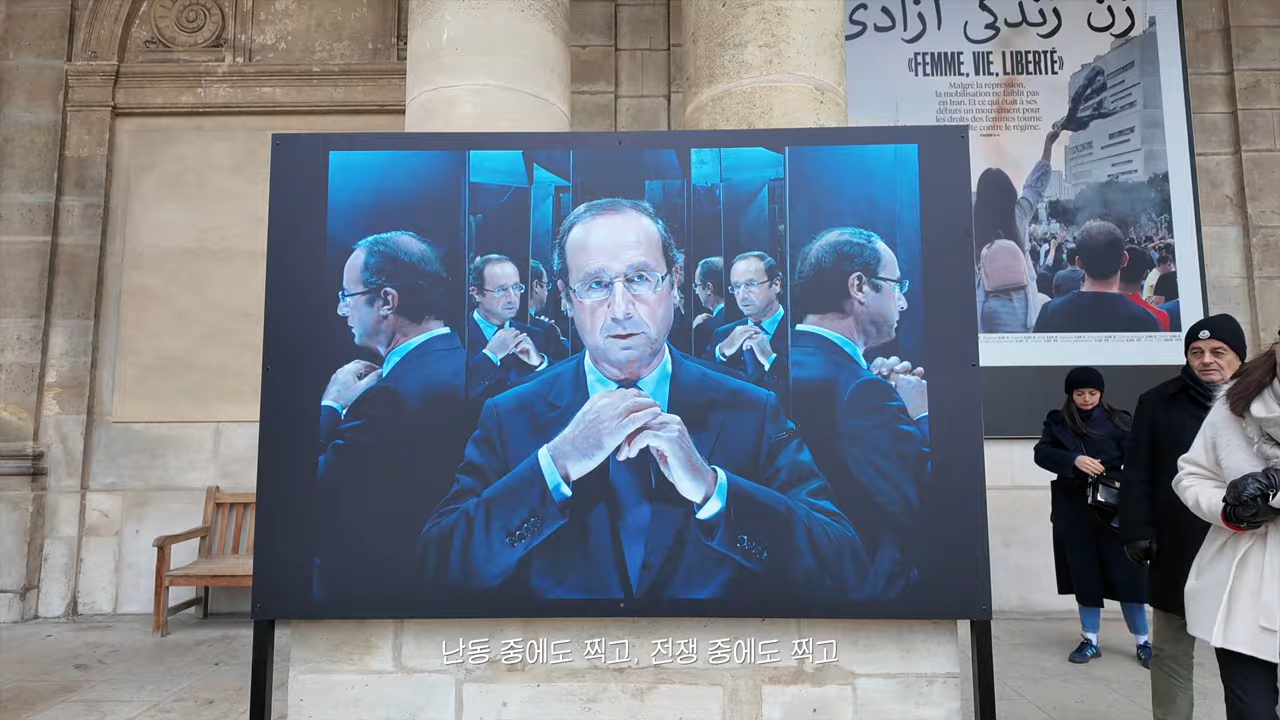 زن زندگی آزادی
«FEMME, VIE, LIBERTÉ»
Malgré la répression,
la mobilisation ne faiblit pas
en Iran. Et ce qui était à ses
débuts un mouvement pour
les droits des femmes tourne
contre le régime.
난동 중에도 찍고, 전쟁 중에도 찍고